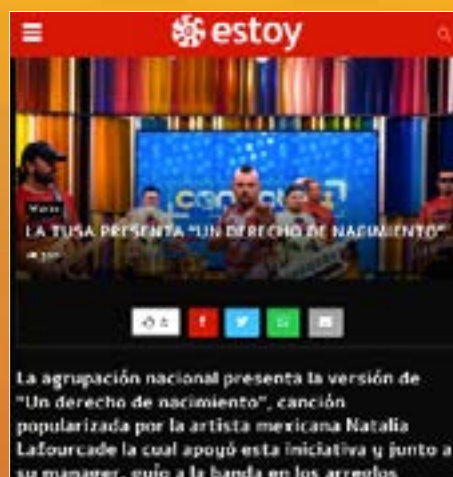 estoy
LA TUSA PRESENTA "UN DERECHO DE NACIMIENTO"
La agrupación nacional presenta la versión de
"Un derecho de nacimiento", canción
popularizada por la artista mexicana Natalia
Lafourcade la cual apoyó esta iniciativa y junto a
su manager, guío a la banda en los arreglos